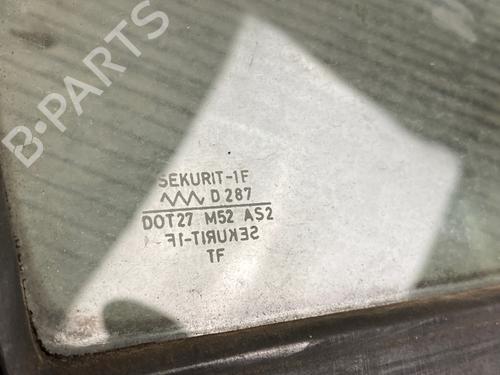 B-PARTS
SEKURIT-1F
D 287
DOT27 M52 AS2
SEKURIT-1F
TF